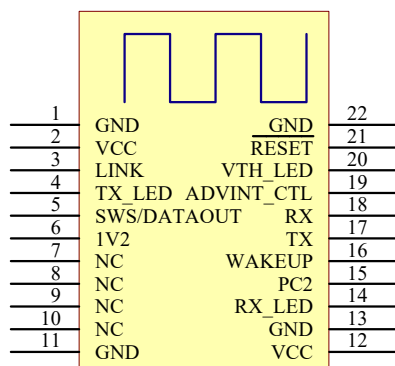 1 GND GND 22
2 VCC RESET 21
3 LINK VTH_LED 20
4 TX_LED ADVINT_CTL 19
5 SWS/DATAOUT RX 18
6 1V2 TX 17
7 NC WAKEUP 16
8 NC PC2 15
9 NC RX_LED 14
10 NC GND 13
11 GND VCC 12